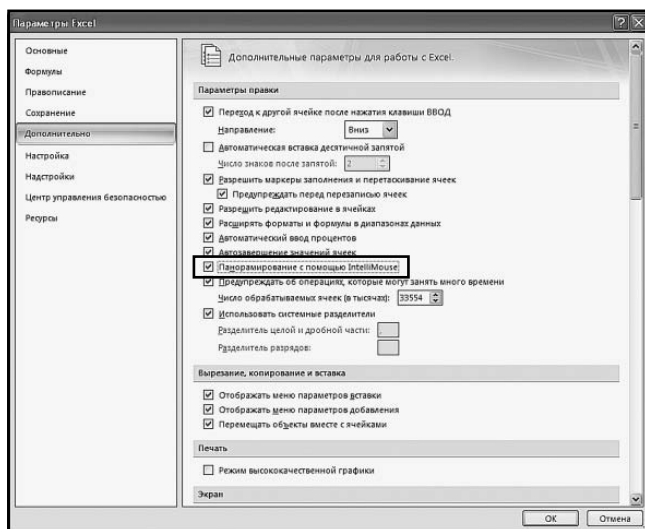 Параметры Excel
Основные
Формулы
Правописание
Сохранение
Дополнительно
Настройка
Надстройки
Центр управления безопасностью
Ресурсы
Дополнительные параметры для работы с Excel.
Параметры правки
Переход к другой ячейке после нажатия клавиши ВВОД
Направление: Вниз
Автоматическая вставка десятичной запятой
Число знаков после запятой: 2
Разрешить маркеры заполнения и перетаскивание ячеек
Предупреждать перед перезаписью ячеек
Разрешить редактирование в ячейках
Расширять форматы и формулы в диапазонах данных
Автоматический ввод процентов
Автозавершение значений ячеек
Панорамирование с помощью IntelliMouse
Предупреждать об операциях, которые могут занять много времени
Число обрабатываемых ячеек (в тысячах): 33554
Использовать системные разделители
Разделитель целой и дробной части:
Разделитель разрядов:
Вырезание, копирование и вставка
Отображать меню параметров вставки
Отображать меню параметров добавления
Перемещать объекты вместе с ячейками
Печать
Режим высококачественной графики
Экран
ОК Отмена